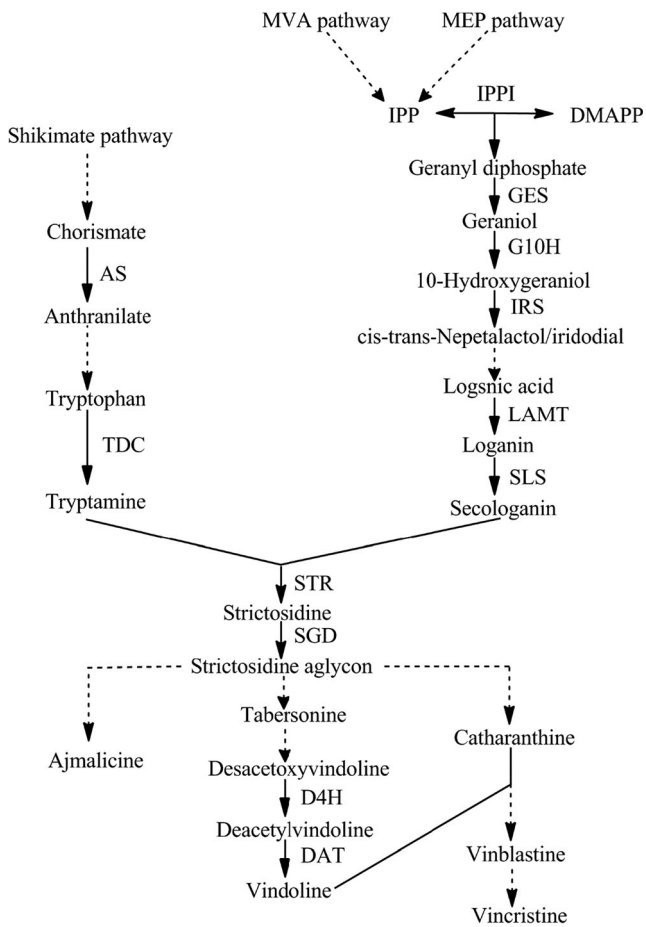 MVA pathway
MEP pathway
IPPI
IPP
DMAPP
Shikimate pathway
Geranyl diphosphate
GES
Geraniol
Chorismate
G10H
AS
10-Hydroxygeraniol
IRS
Anthranilate
cis-trans-Nepetalactol/iridodial
Logsnic acid
Tryptophan
LAMT
TDC
Loganin
SLS
Tryptamine
Secologanin
STR
Strictosidine
SGD
Strictosidine aglycon
Tabersonine
Catharanthine
Ajmalicine
Desacetoxyvindoline
D4H
Deacetylvindoline
DAT
Vinblastine
Vindoline
Vincristine